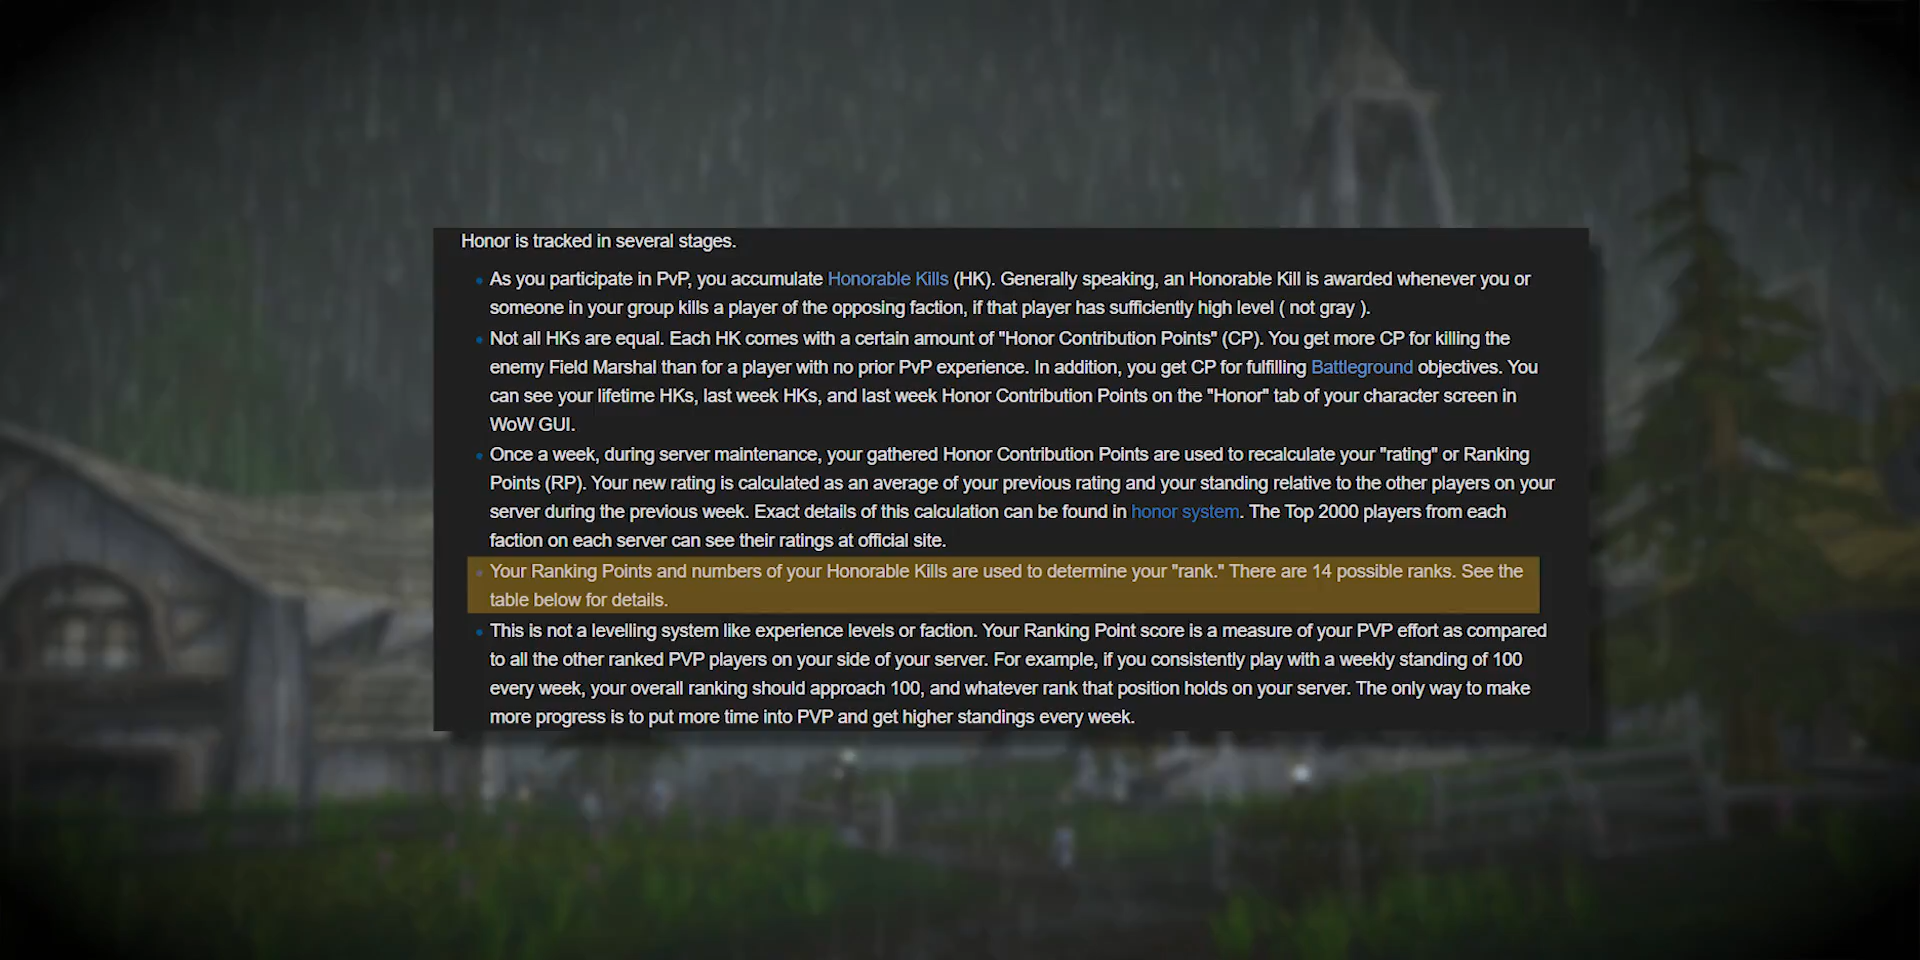 Honor is tracked in several stages.
As you participate in PvP, you accumulate Honorable Kills (HK). Generally speaking, an Honorable Kill is awarded whenever you or
someone in your group kills a player of the opposing faction, if that player has sufficiently high level ( not gray ).
Not all HKs are equal. Each HK comes with a certain amount of "Honor Contribution Points" (CP). You get more CP for killing the
enemy Field Marshal than for a player with no prior PvP experience. In addition, you get CP for fulfilling Battleground objectives. You
can see your lifetime HKs, last week HKs, and last week Honor Contribution Points on the "Honor" tab of your character screen in
WoW GUI.
Once a week, during server maintenance, your gathered Honor Contribution Points are used to recalculate your "rating" or Ranking
Points (RP). Your new rating is calculated as an average of your previous rating and your standing relative to the other players on your
server during the previous week. Exact details of this calculation can be found in honor system. The Top 2000 players from each
faction on each server can see their ratings at official site.
Your Ranking Points and numbers of your Honorable Kills are used to determine your "rank." There are 14 possible ranks. See the
table below for details.
This is not a levelling system like experience levels or faction. Your Ranking Point score is a measure of your PVP effort as compared
to all the other ranked PVP players on your side of your server. For example, if you consistently play with a weekly standing of 100
every week, your overall ranking should approach 100, and whatever rank that position holds on your server. The only way to make
more progress is to put more time into PVP and get higher standings every week.